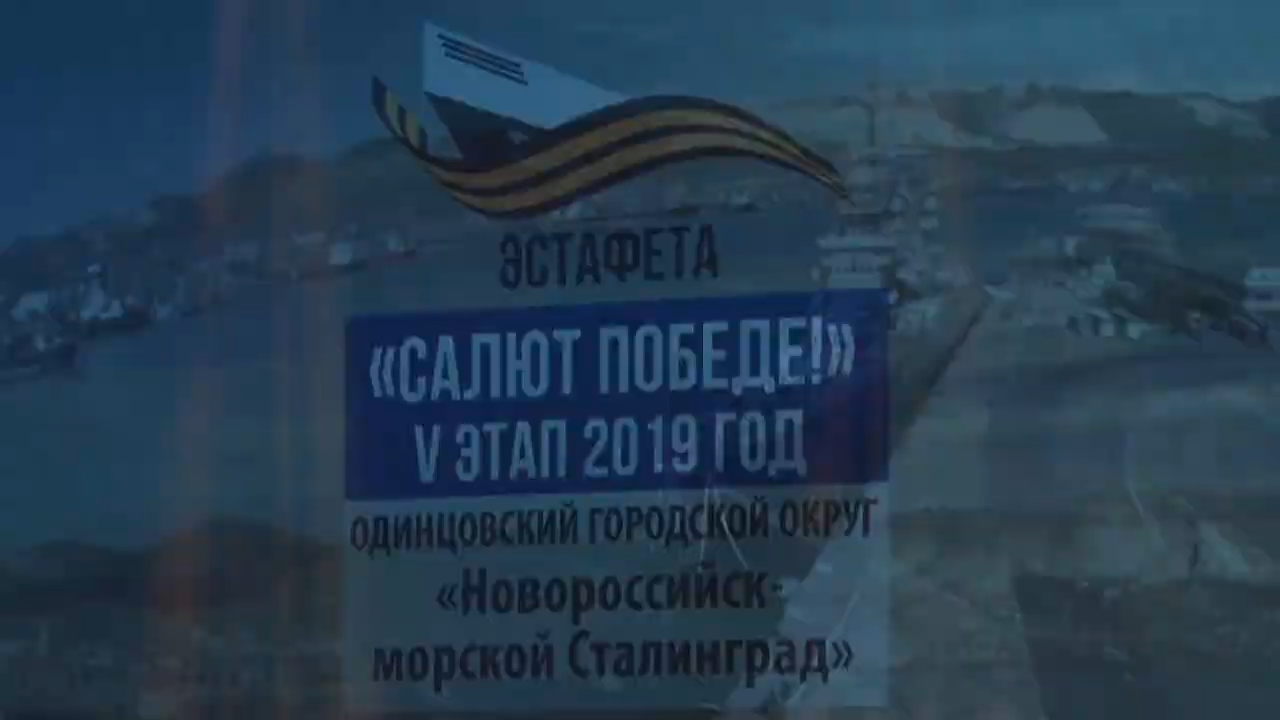 ЭСТАФЕТА
«САЛЮТ ПОБЕДЕ!»
V ЭТАП 2019 ГОД
ОДИНЦОВСКИЙ ГОРОДСКОЙ ОКРУГ
«Новороссийск-
морской Сталинград»